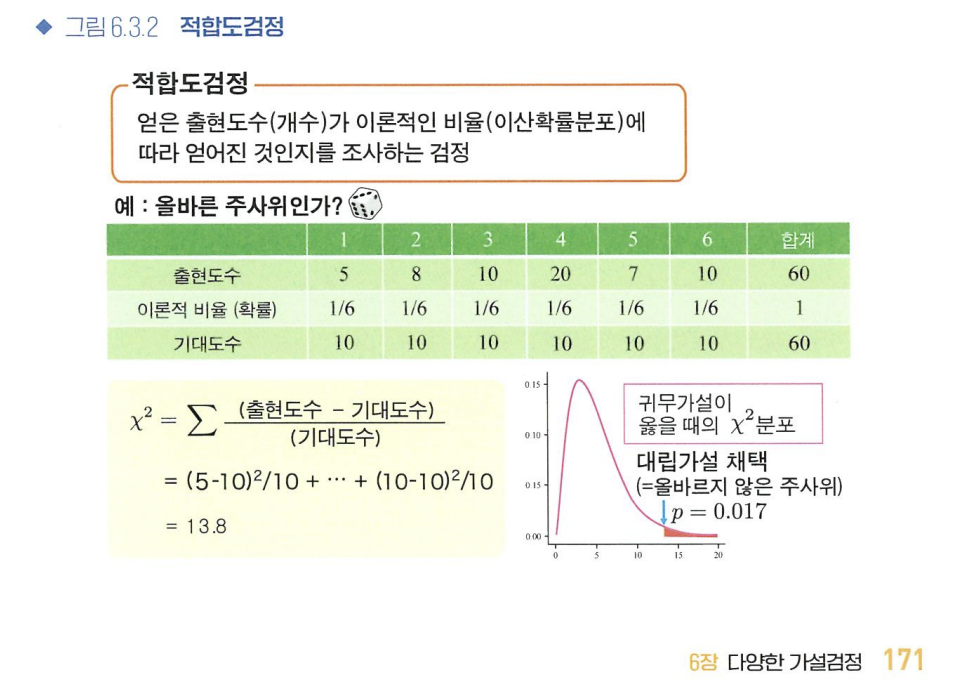 ◆ 그림 6.3.2 적합도검정
적합도검정
얻은 출현도수(개수)가 이론적인 비율(이산확률분포)에
따라 얻어진 것인지를 조사하는 검정
예 : 올바른 주사위인가?
1 2 3 4 5 6 합계
출현도수 5 8 10 20 7 10 60
이론적 비율 (확률) 1/6 1/6 1/6 1/6 1/6 1/6 1
기대도수 10 10 10 10 10 10 60
χ² = ∑ (출현도수 − 기대도수)
(기대도수)
= (5-10)²/10 + ⋯ + (10-10)²/10
= 13.8
0.15
0.10
0.15
0.00
0 5 10 15 20
귀무가설이
옳을 때의 χ²분포
대립가설 채택
(=올바르지 않은 주사위)
p = 0.017
6장 다양한 가설검정 171